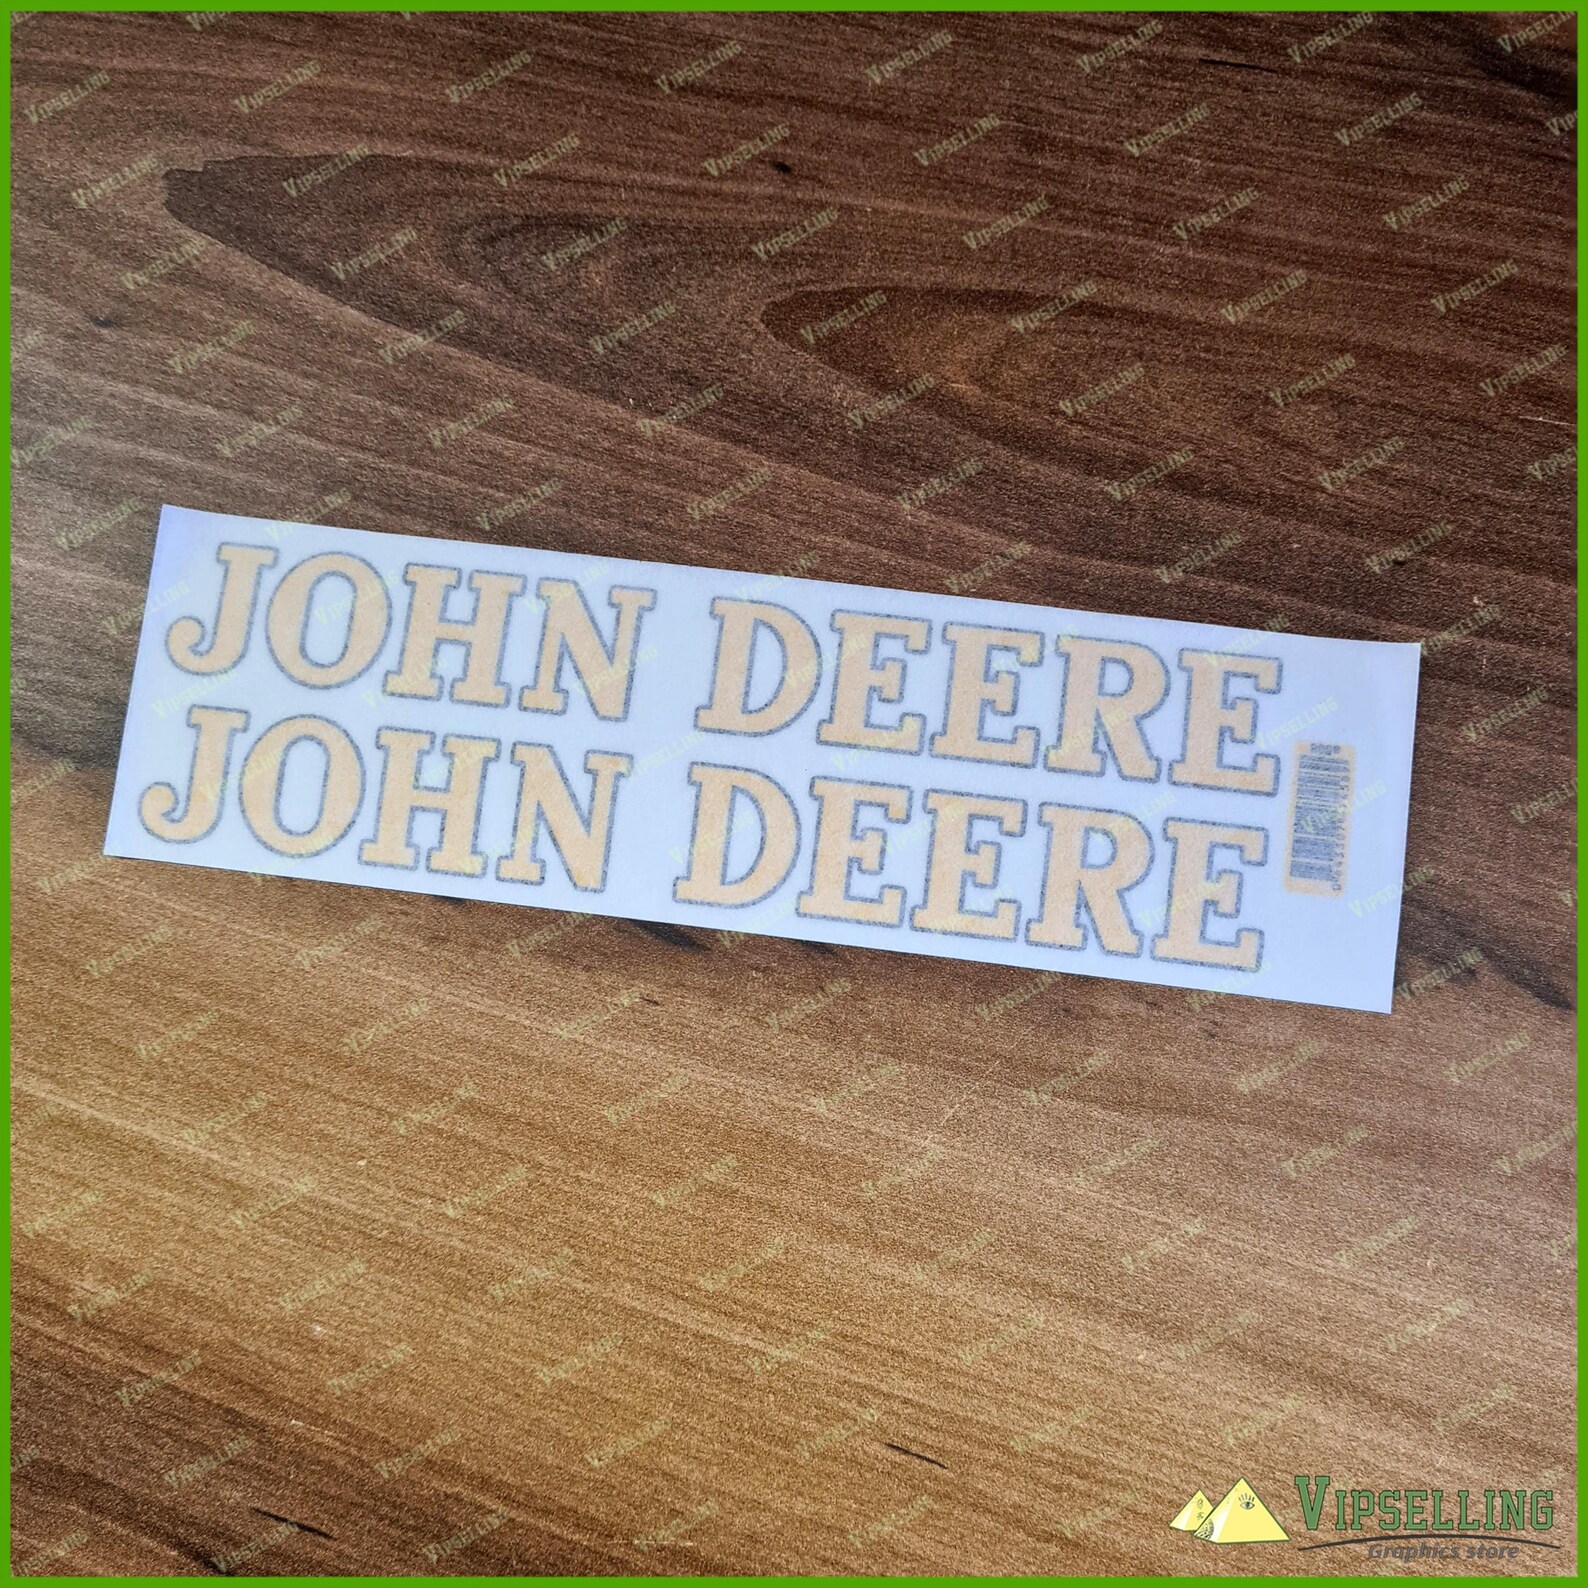 JOHN DEERE
JOHN DEERE
VIPSELLING
Graphics store